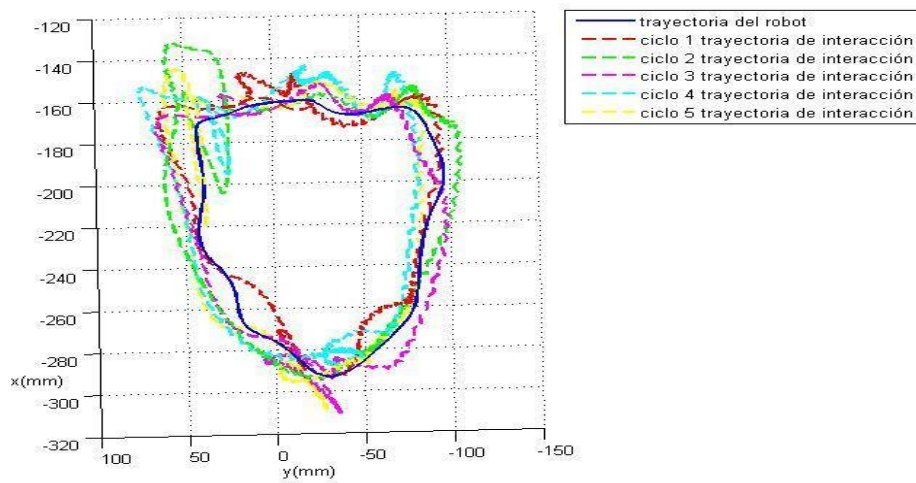 -120
-140
-160
-180
-200
-220
-240
-260
-280
x(mm)
-300
-320
100
50
0
-50
-100
-150
y(mm)
trayectoria del robot
ciclo 1 trayectoria de interacción
ciclo 2 trayectoria de interacción
ciclo 3 trayectoria de interacción
ciclo 4 trayectoria de interacción
ciclo 5 trayectoria de interacción